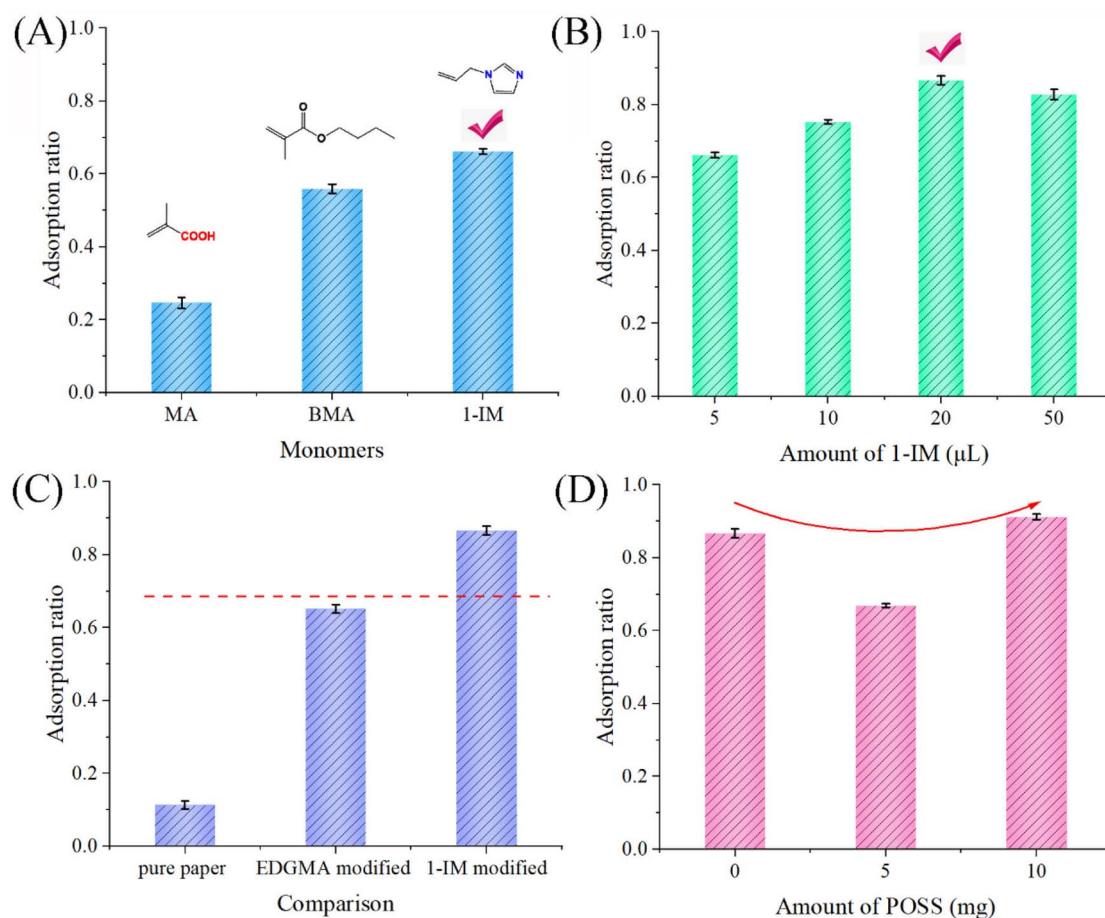 (A)
Adsorption ratio
1.0
0.8
0.6
0.4
0.2
0.0
COOH
O
O
N
N
MA
BMA
1-IM
Monomers
(B)
Adsorption ratio
1.0
0.8
0.6
0.4
0.2
0.0
5
10
20
50
Amount of 1-IM (μL)
(C)
Adsorption ratio
1.0
0.8
0.6
0.4
0.2
0.0
pure paper
EDGMA modified
1-IM modified
Comparison
(D)
Adsorption ratio
1.0
0.8
0.6
0.4
0.2
0.0
0
5
10
Amount of POSS (mg)